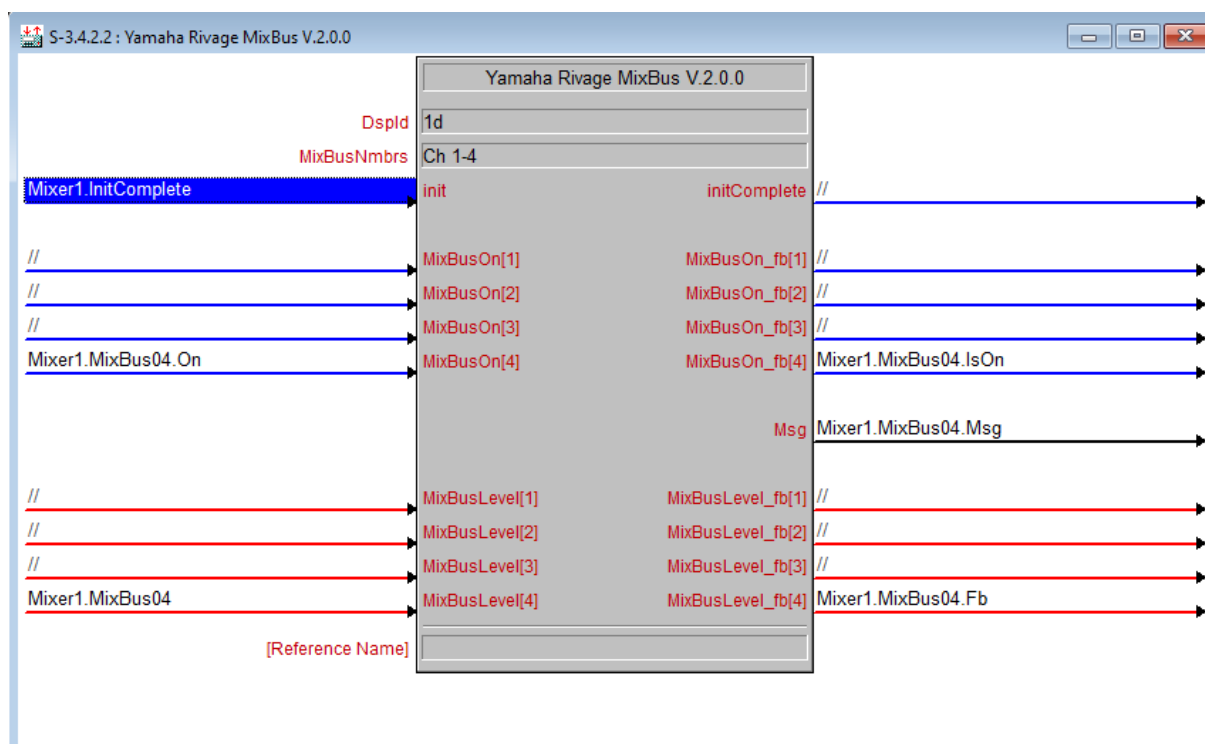 S-3.4.2.2 : Yamaha Rivage MixBus V.2.0.0
Yamaha Rivage MixBus V.2.0.0
DspId 1d
MixBusNmbrs Ch 1-4
Mixer1.InitComplete init initComplete //
// MixBusOn[1] MixBusOn_fb[1] //
// MixBusOn[2] MixBusOn_fb[2] //
// MixBusOn[3] MixBusOn_fb[3] //
Mixer1.MixBus04.On MixBusOn[4] MixBusOn_fb[4] Mixer1.MixBus04.IsOn
Msg Mixer1.MixBus04.Msg
// MixBusLevel[1] MixBusLevel_fb[1] //
// MixBusLevel[2] MixBusLevel_fb[2] //
// MixBusLevel[3] MixBusLevel_fb[3] //
Mixer1.MixBus04 MixBusLevel[4] MixBusLevel_fb[4] Mixer1.MixBus04.Fb
[Reference Name]